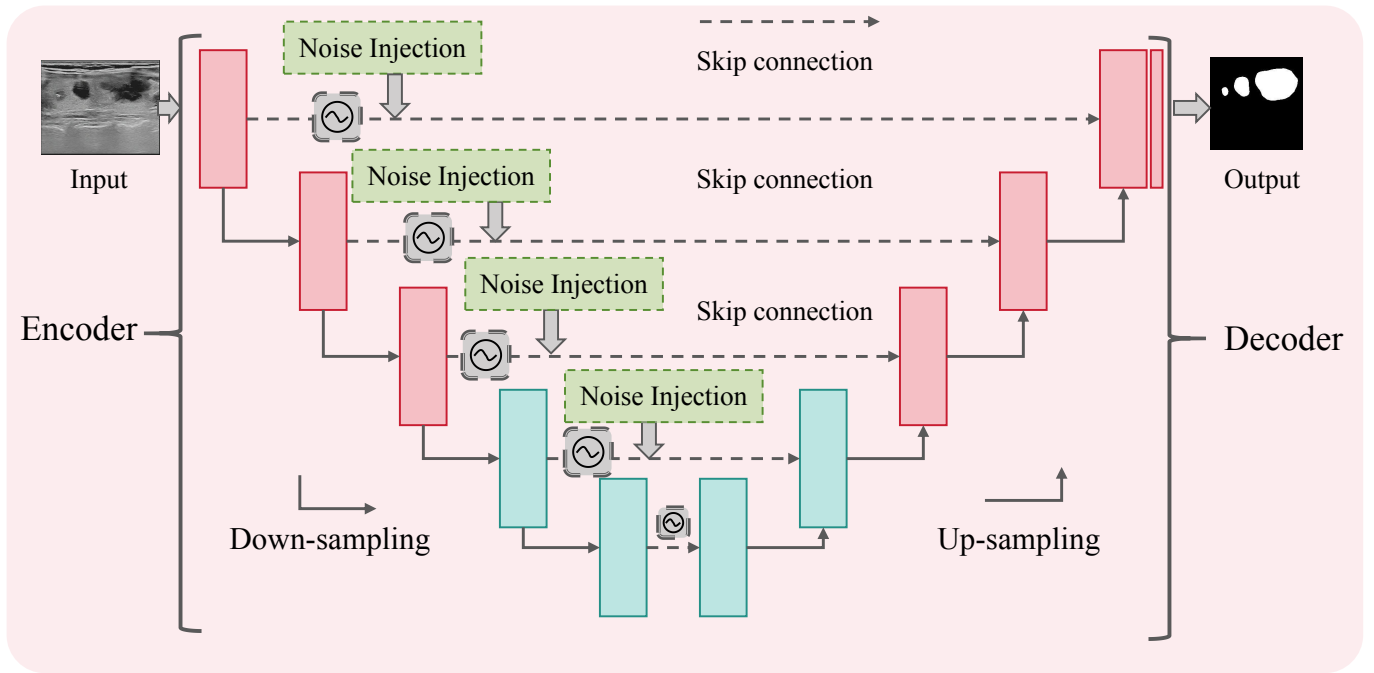 Noise Injection
Skip connection
Input
Noise Injection
Skip connection
Output
Noise Injection
Skip connection
Encoder
Decoder
Noise Injection
Down-sampling
Up-sampling